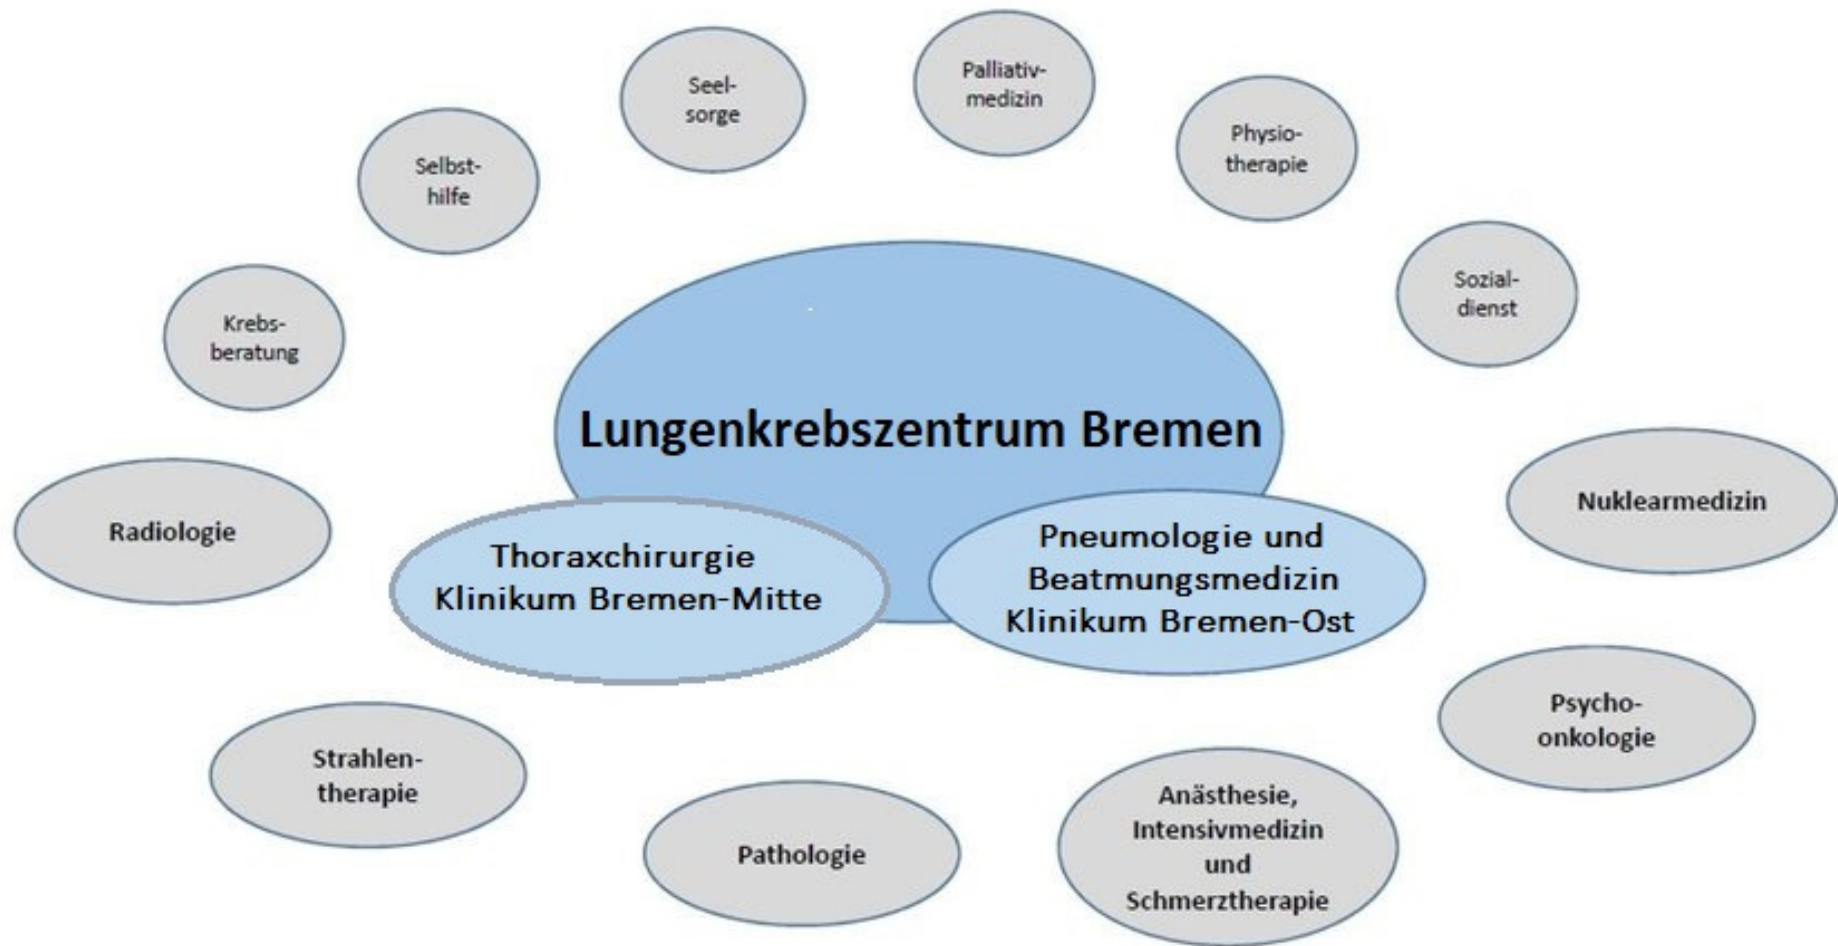 Seel-
sorge
Palliativ-
medizin
Physio-
therapie
Selbst-
hilfe
Sozial-
dienst
Krebs-
beratung
Lungenkrebszentrum Bremen
Radiologie
Thoraxchirurgie
Klinikum Bremen-Mitte
Pneumologie und
Beatmungsmedizin
Klinikum Bremen-Ost
Nuklearmedizin
Strahlen-
therapie
Pathologie
Anästhesie,
Intensivmedizin
und
Schmerztherapie
Psycho-
onkologie